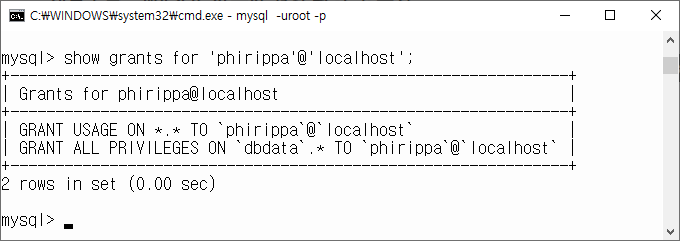 C:₩WINDOWS₩system32₩cmd.exe - mysql  -uroot -p
mysql> show grants for 'phirippa'@'localhost';
+--------------------------------------------------------------+
| Grants for phirippa@localhost                                |
+--------------------------------------------------------------+
| GRANT USAGE ON *.* TO `phirippa`@`localhost`                 |
| GRANT ALL PRIVILEGES ON `dbdata`.* TO `phirippa`@`localhost` |
+--------------------------------------------------------------+
2 rows in set (0.00 sec)
mysql>